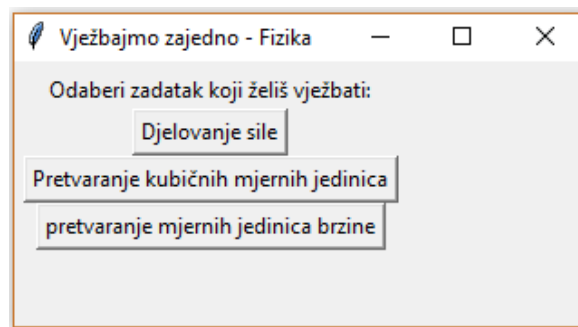 Vježbajmo zajedno - Fizika
Odaberi zadatak koji želiš vježbati:
Djelovanje sile
Pretvaranje kubičnih mjernih jedinica
pretvaranje mjernih jedinica brzine